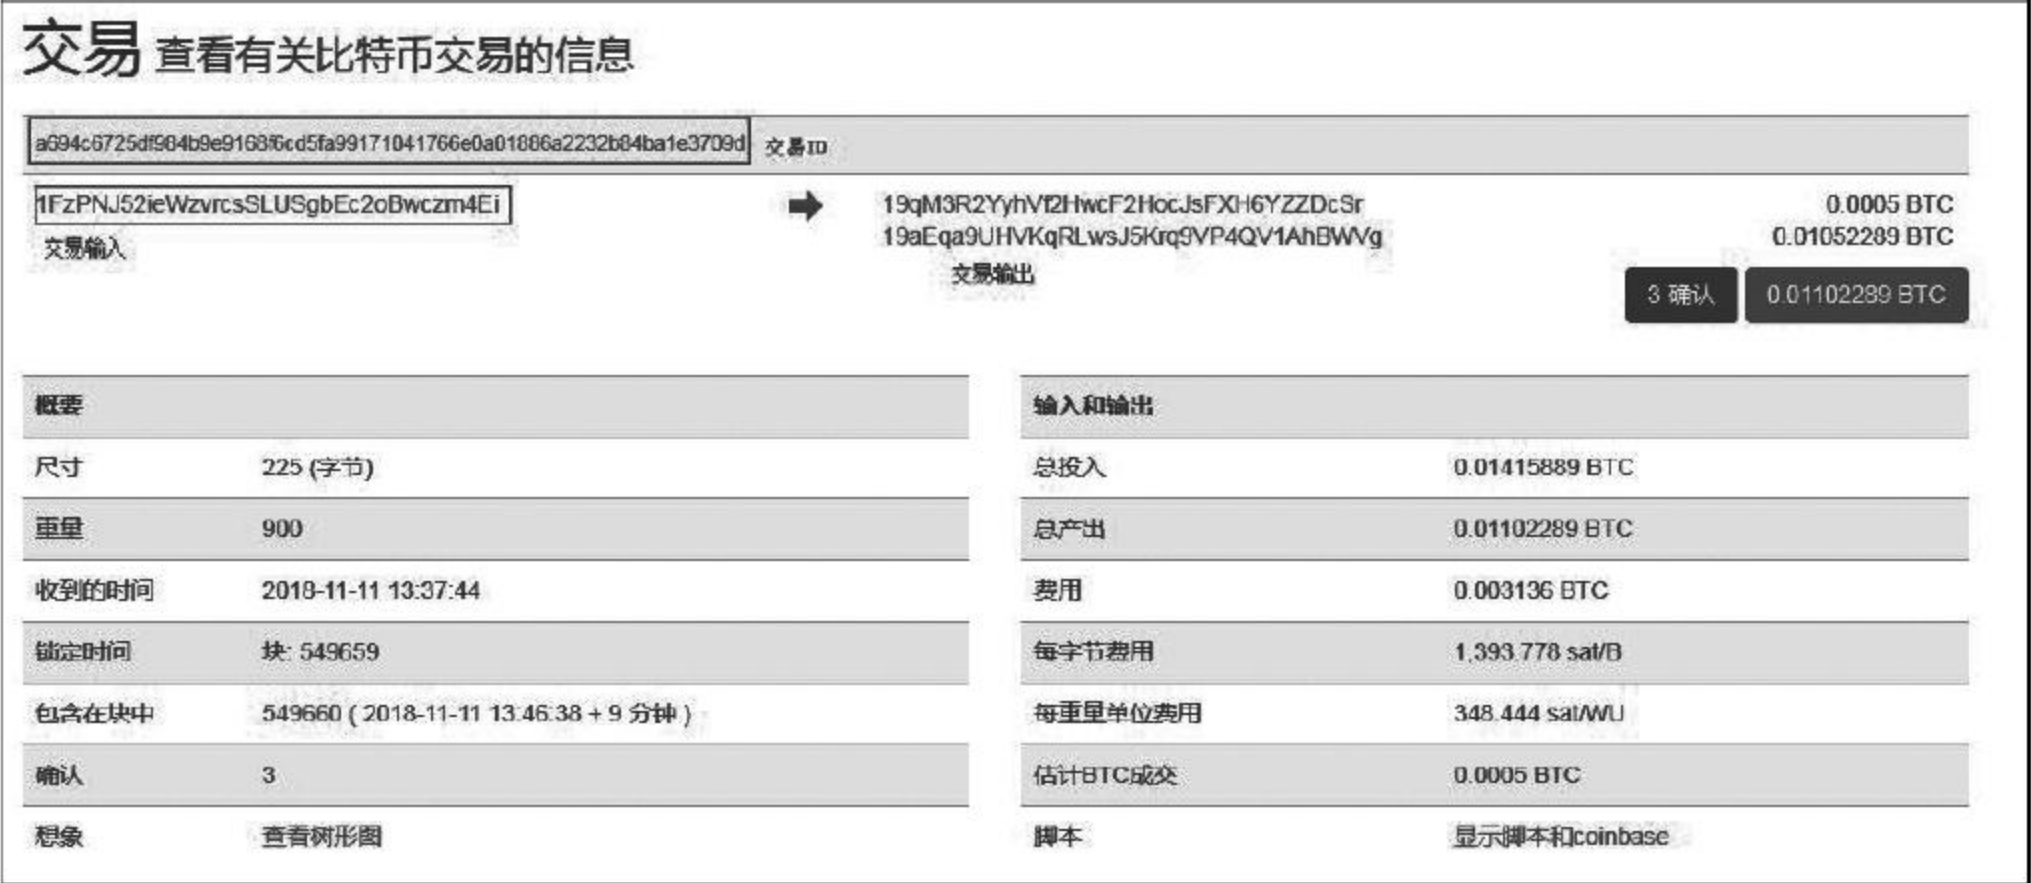 交易 查看有关比特币交易的信息
a694c6725df984b9e9168f6cd5fa99171041766e0a01886a2232b84ba1e3709d 交易ID
1FzPNJ52ieWzvrcsSLUSgbEc2oBwczm4Ei
19qM3R2YyhVf2HwcF2HocJsFXH6YZZDcSr 0.0005 BTC
19aEqa9UHVKqRLwsJ5Krq9VP4QV1AhBWVg 0.01052289 BTC
交易输入
交易输出
3 确认 0.01102289 BTC
概要
尺寸 225 (字节)
重量 900
收到的时间 2018-11-11 13:37:44
锁定时间 块: 549659
包含在块中 549660 ( 2018-11-11 13:46:38 + 9 分钟 )
确认 3
想象 查看树形图
输入和输出
总投入 0.01415889 BTC
总产出 0.01102289 BTC
费用 0.003136 BTC
每字节费用 1,393.778 sat/B
每重量单位费用 348.444 sat/WU
估计BTC成交 0.0005 BTC
脚本 显示脚本和coinbase